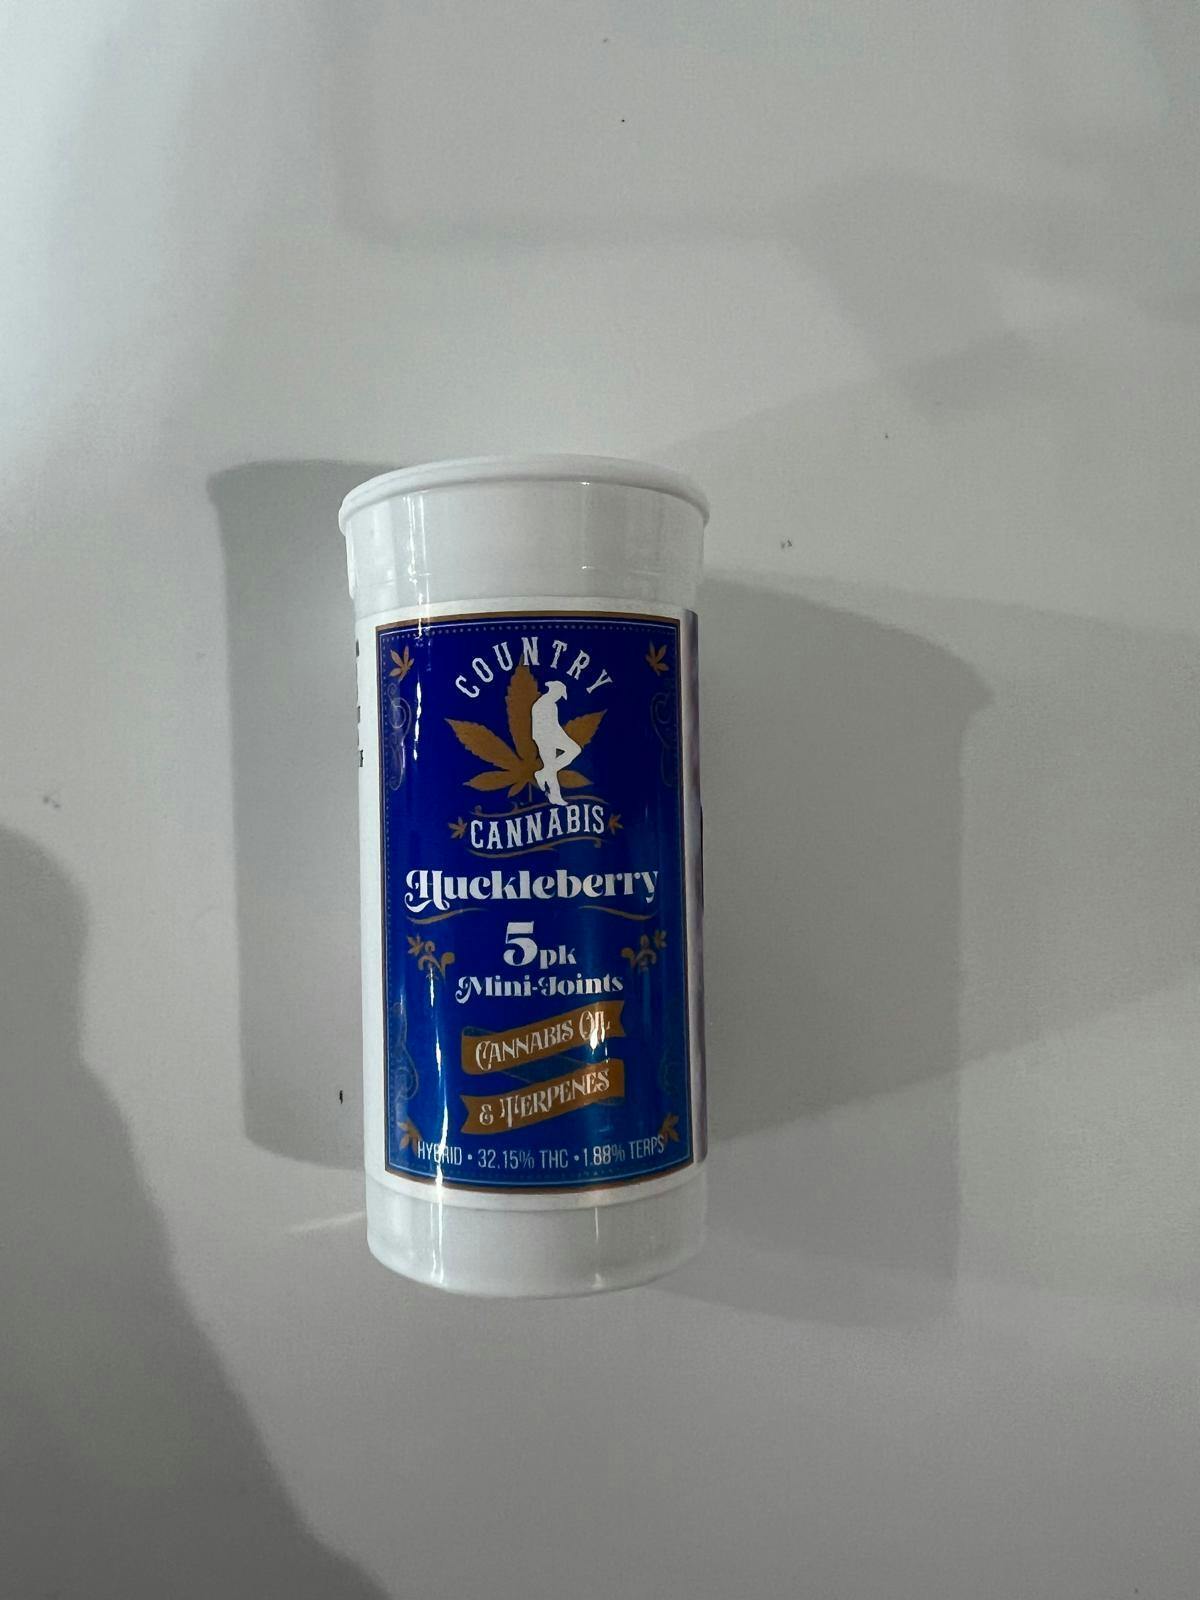 COUNTRY
CANNABIS
Huckleberry
5pk
Mini-Joints
CANNABIS OIL
& TERPENES
HYBRID • 32.15% THC • 1.88% TERPS